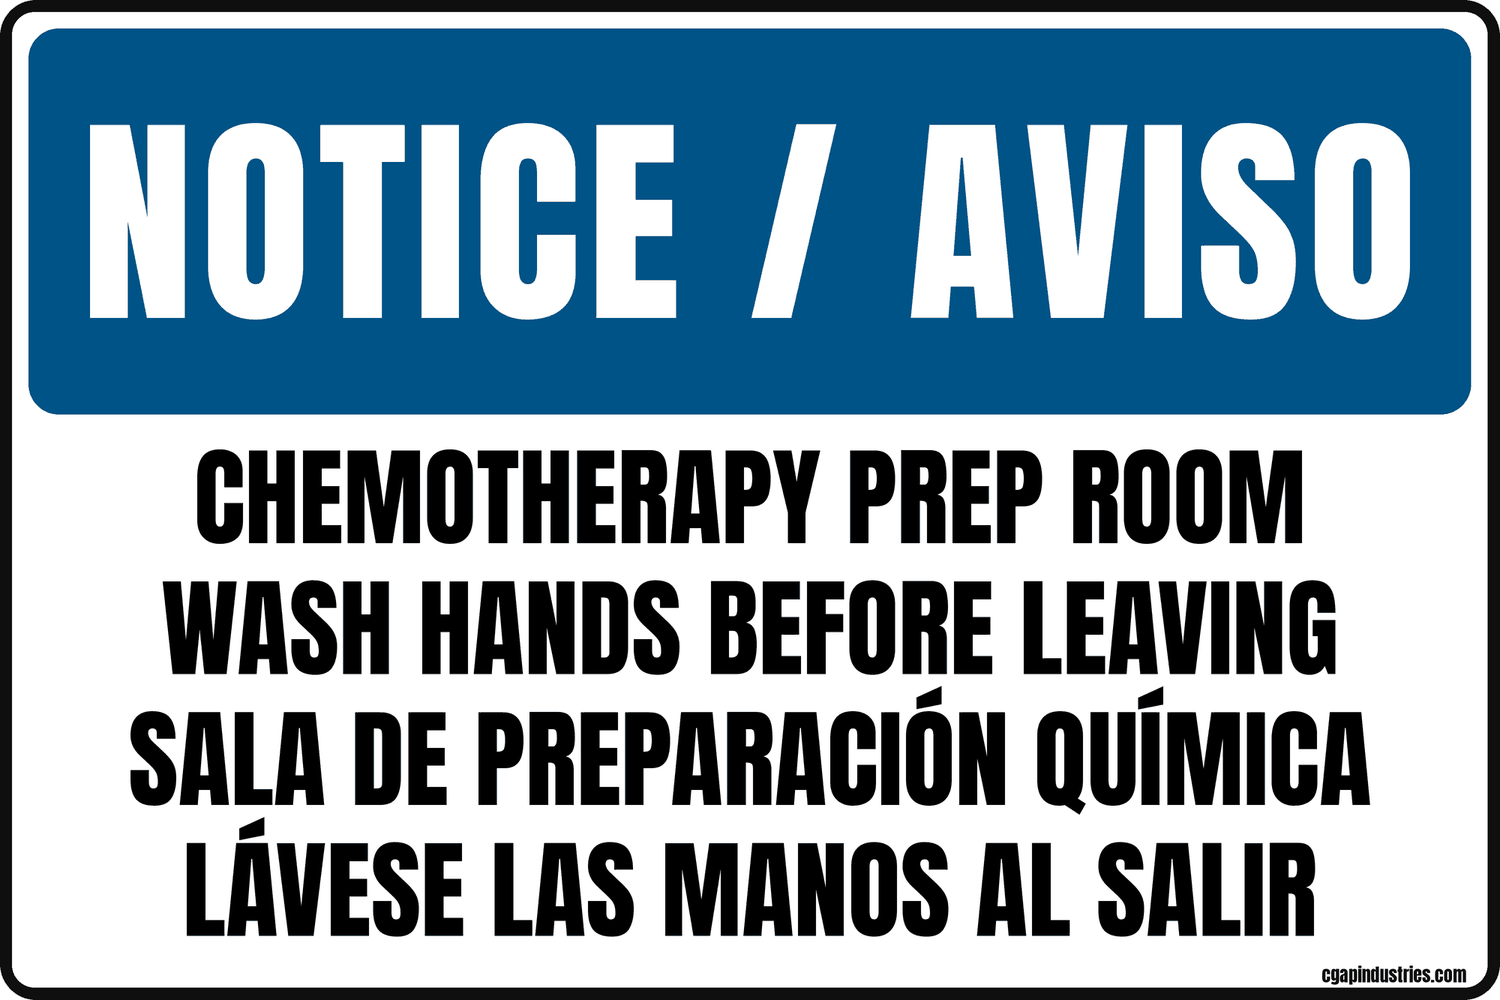 NOTICE / AVISO
CHEMOTHERAPY PREP ROOM
WASH HANDS BEFORE LEAVING
SALA DE PREPARACIÓN QUÍMICA
LÁVESE LAS MANOS AL SALIR
cgapindustries.com